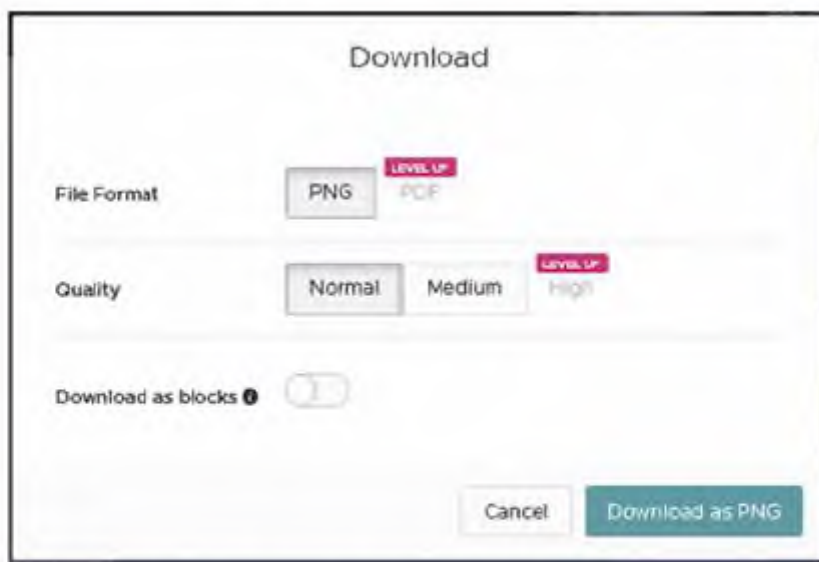 Download
LEVEL UP
File Format PNG PDF
LEVEL UP
Quality Normal Medium High
Download as blocks
Cancel Download as PNG